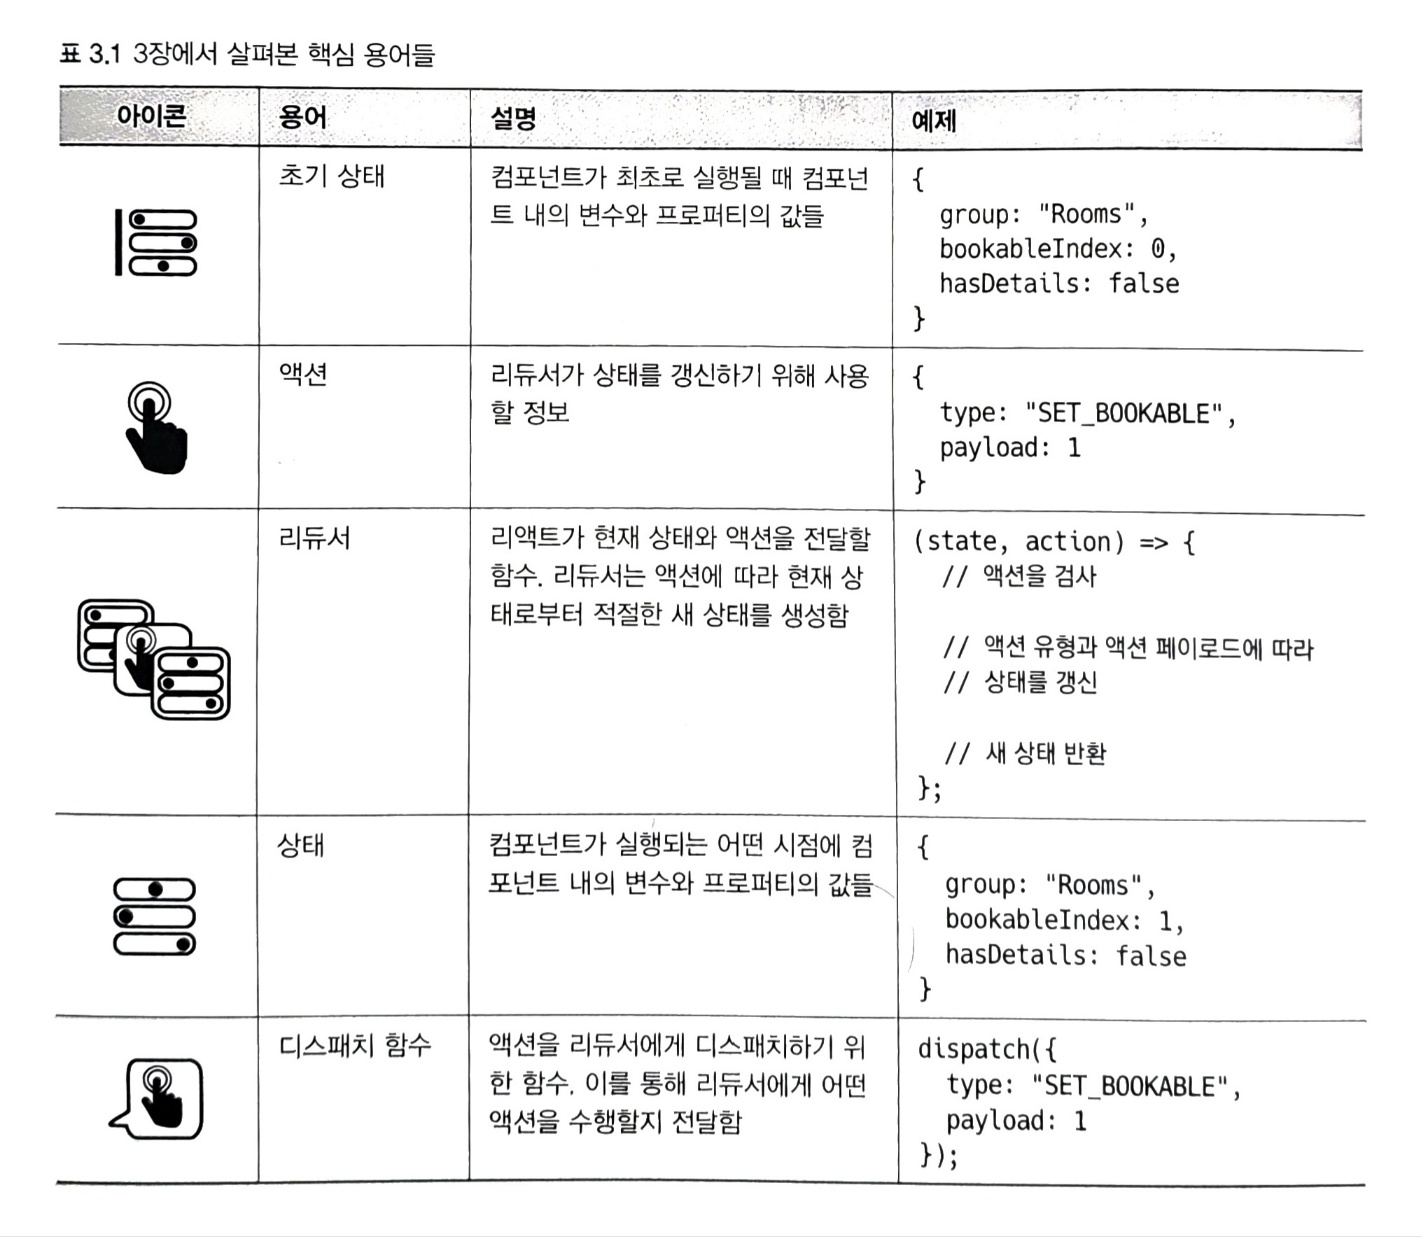 표 3.1 3장에서 살펴본 핵심 용어들
아이콘 용어 설명 예제
초기 상태
컴포넌트가 최초로 실행될 때 컴포넌
트 내의 변수와 프로퍼티의 값들
{
group: "Rooms",
bookableIndex: 0,
hasDetails: false
}
액션
리듀서가 상태를 갱신하기 위해 사용
할 정보
{
type: "SET_BOOKABLE",
payload: 1
}
리듀서
리액트가 현재 상태와 액션을 전달할
함수. 리듀서는 액션에 따라 현재 상
태로부터 적절한 새 상태를 생성함
(state, action) => {
// 액션을 검사
// 액션 유형과 액션 페이로드에 따라
// 상태를 갱신
// 새 상태 반환
};
상태
컴포넌트가 실행되는 어떤 시점에 컴
포넌트 내의 변수와 프로퍼티의 값들
{
group: "Rooms",
bookableIndex: 1,
hasDetails: false
}
디스패치 함수
액션을 리듀서에게 디스패치하기 위
한 함수. 이를 통해 리듀서에게 어떤
액션을 수행할지 전달함
dispatch({
type: "SET_BOOKABLE",
payload: 1
});